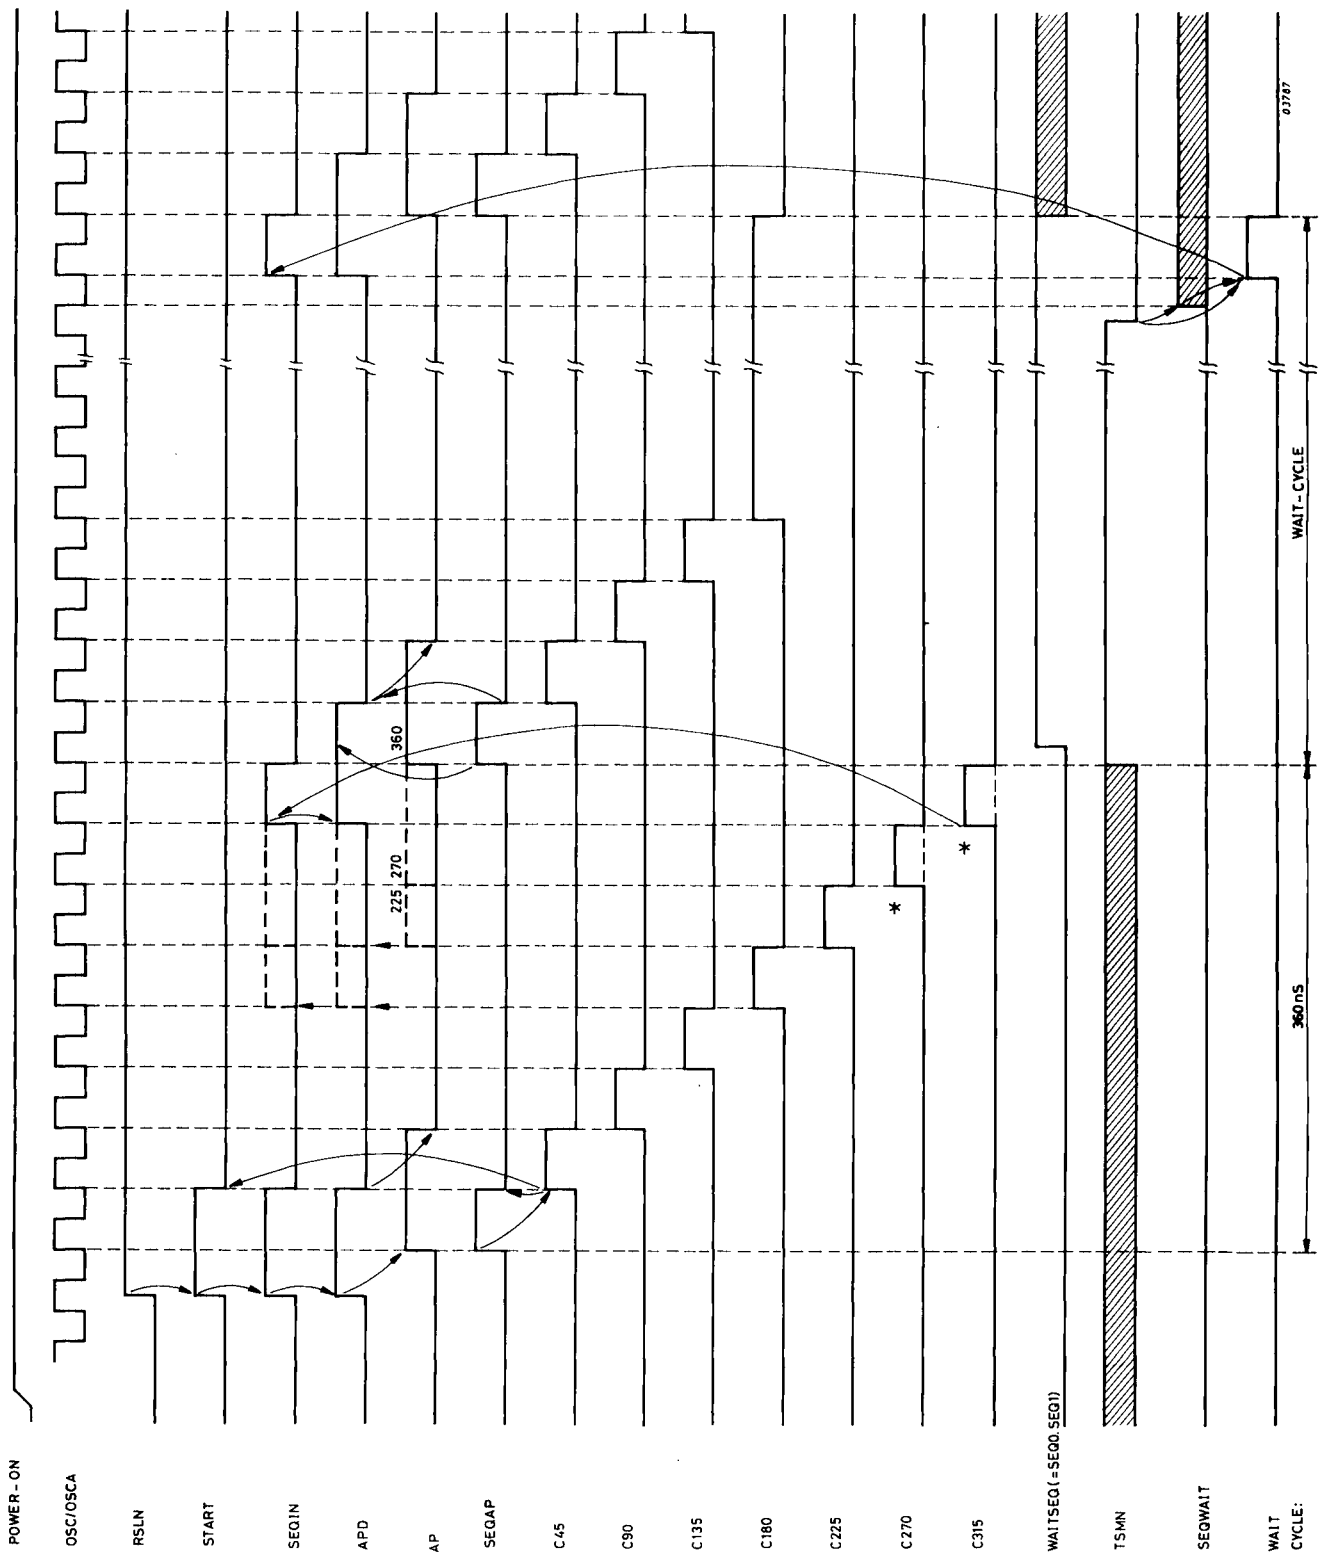 POWER-ON
OSC/OSCA
RSLN
START
SEQIN
APD
AP
SEQAP
C45
C90
C135
C180
C225
C270
C315
WAITSEQ(=SEQ0.SEQ1)
TSMN
SEQWAIT
WAIT
CYCLE:
225 270
360
*
*
360nS
WAIT-CYCLE
03787